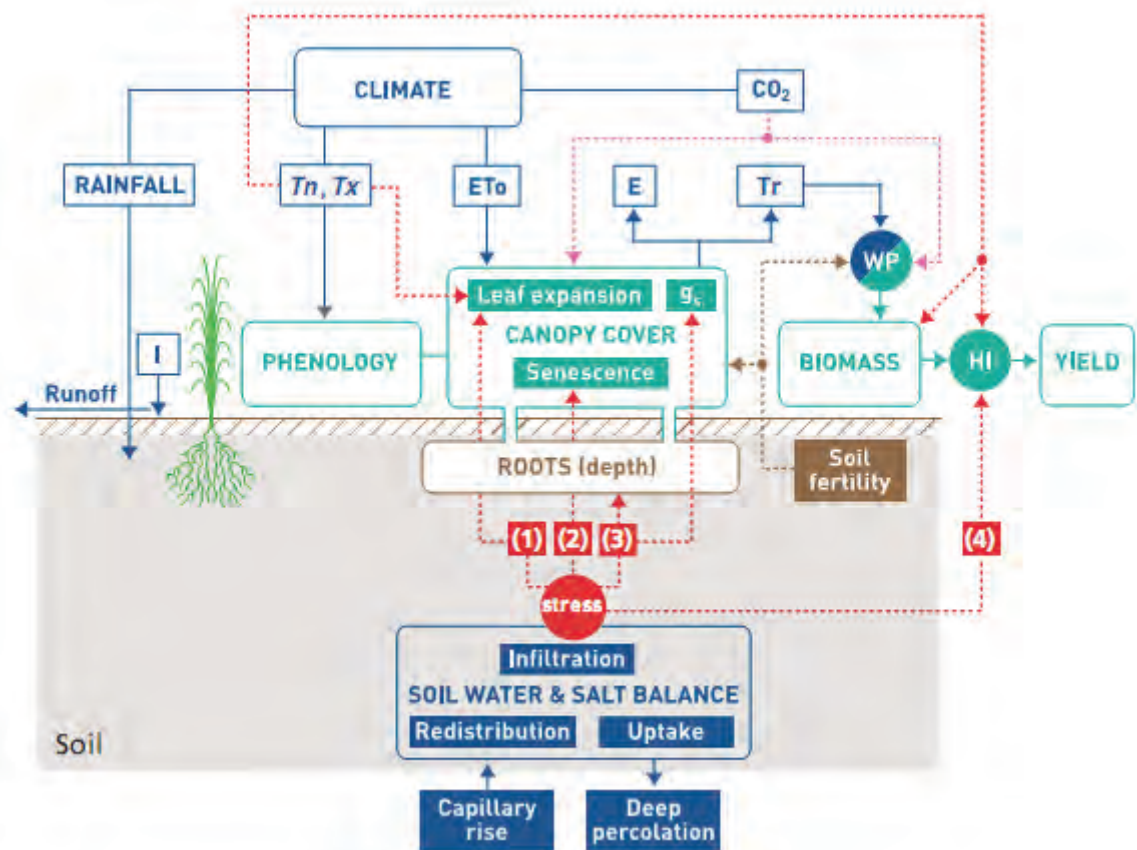 CLIMATE
CO₂
RAINFALL
Tn, Tx
ETo
E
Tr
WP
Leaf expansion
gs
CANOPY COVER
Senescence
PHENOLOGY
BIOMASS
HI
YIELD
I
Runoff
ROOTS (depth)
Soil
fertility
(1)
(2)
(3)
(4)
stress
Infiltration
SOIL WATER & SALT BALANCE
Redistribution
Uptake
Soil
Capillary
rise
Deep
percolation